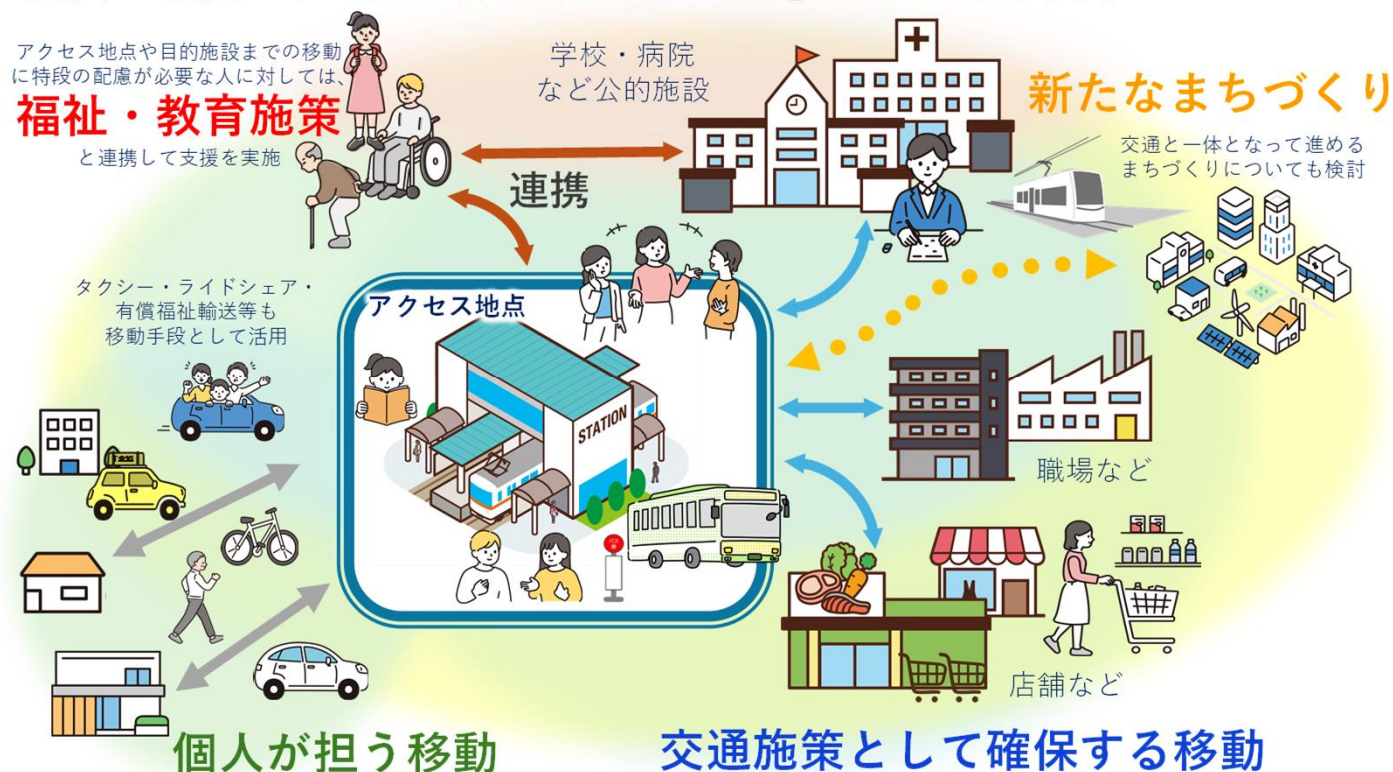 アクセス地点や目的施設までの移動
に特段の配慮が必要な人に対しては、
福祉・教育施策
と連携して支援を実施
学校・病院
など公的施設
新たなまちづくり
交通と一体となって進める
まちづくりについても検討
連携
タクシー・ライドシェア・
有償福祉輸送等も
移動手段として活用
アクセス地点
STATION
バス
停
職場など
店舗など
個人が担う移動
交通施策として確保する移動